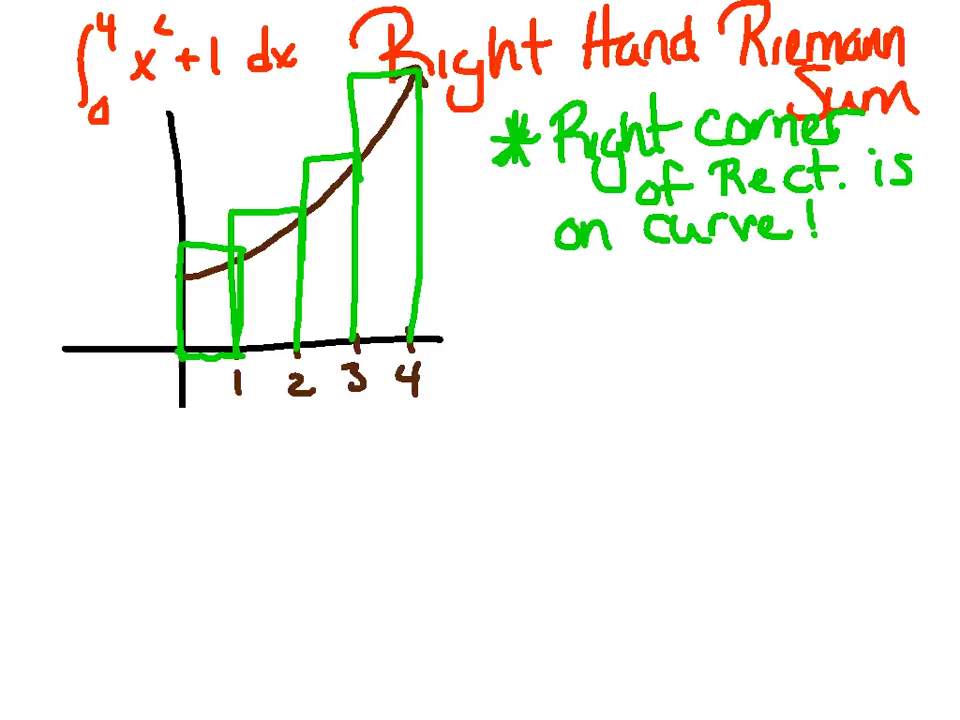 ∫₀⁴ x² + 1 dx Right Hand Riemann
Sum
* Right corner
of Rect. is
on curve!
1 2 3 4